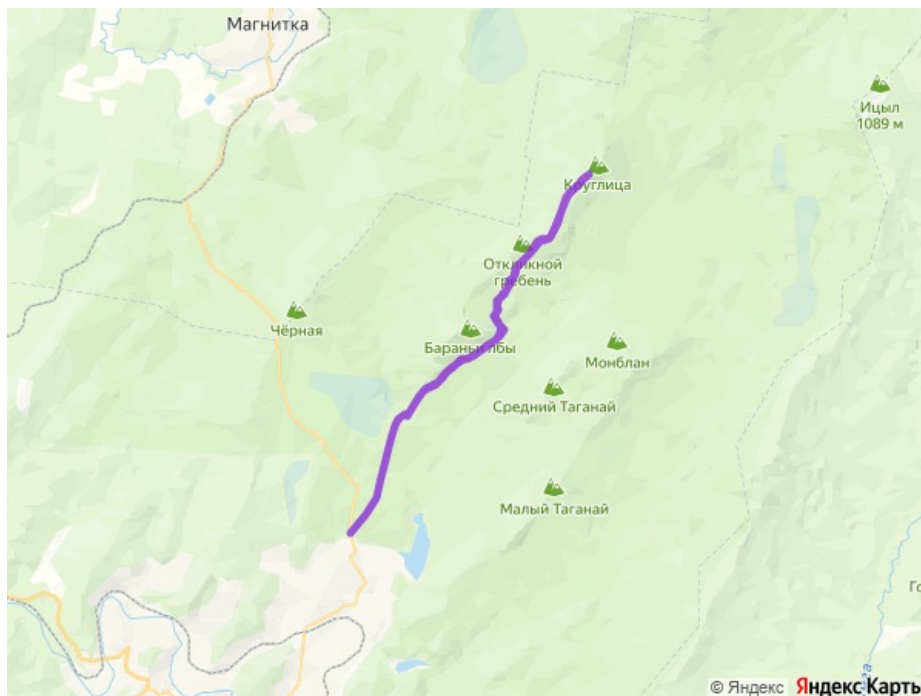 Магнитка
Ицыл
1089 м
Круглица
Откликной
гребень
Чёрная
Бараньи лбы
Монблан
Средний Таганай
Малый Таганай
© Яндекс Яндекс Карты